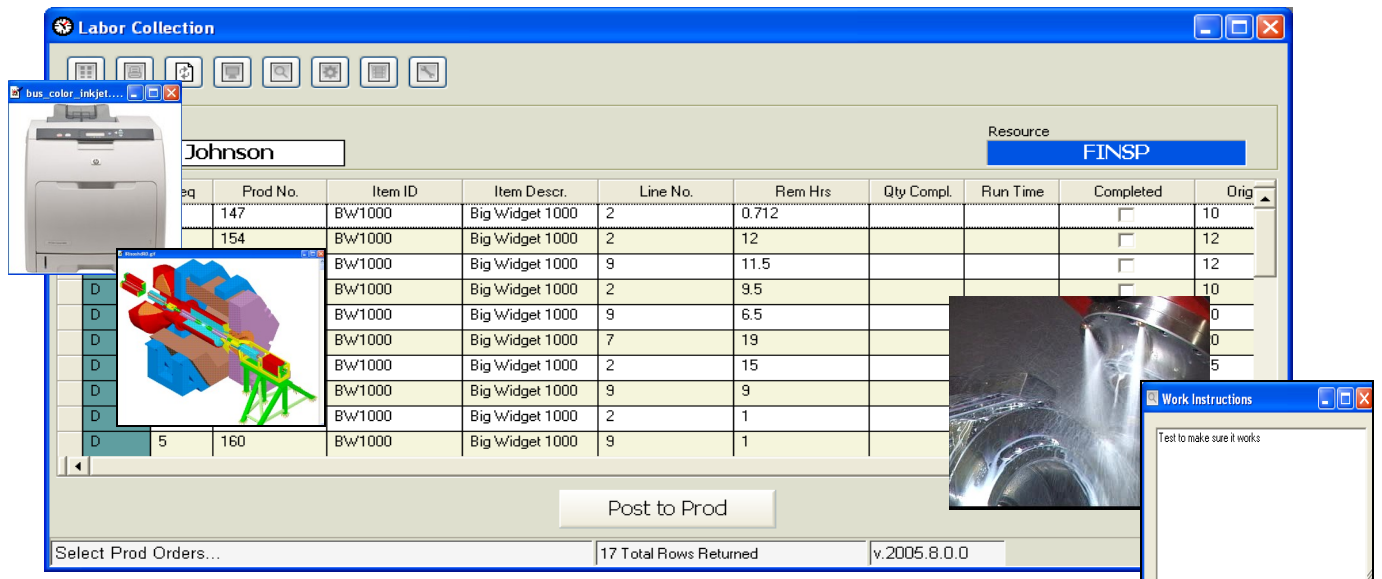 Labor Collection
bus_color_inkjet....
Resource
Johnson
FINSP
Prod No. Item ID Item Descr. Line No. Rem Hrs Qty Compl. Run Time Completed Orig
147 BW1000 Big Widget 1000 2 0.712 10
154 BW1000 Big Widget 1000 2 12 12
BW1000 Big Widget 1000 9 11.5 12
D BW1000 Big Widget 1000 2 9.5 10
D BW1000 Big Widget 1000 9 6.5
D BW1000 Big Widget 1000 7 19
D BW1000 Big Widget 1000 2 15
D BW1000 Big Widget 1000 9 9
D BW1000 Big Widget 1000 2 1
D 5 160 BW1000 Big Widget 1000 9 1
Work Instructions
Test to make sure it works
Post to Prod
Select Prod Orders...
17 Total Rows Returned
v.2005.8.0.0